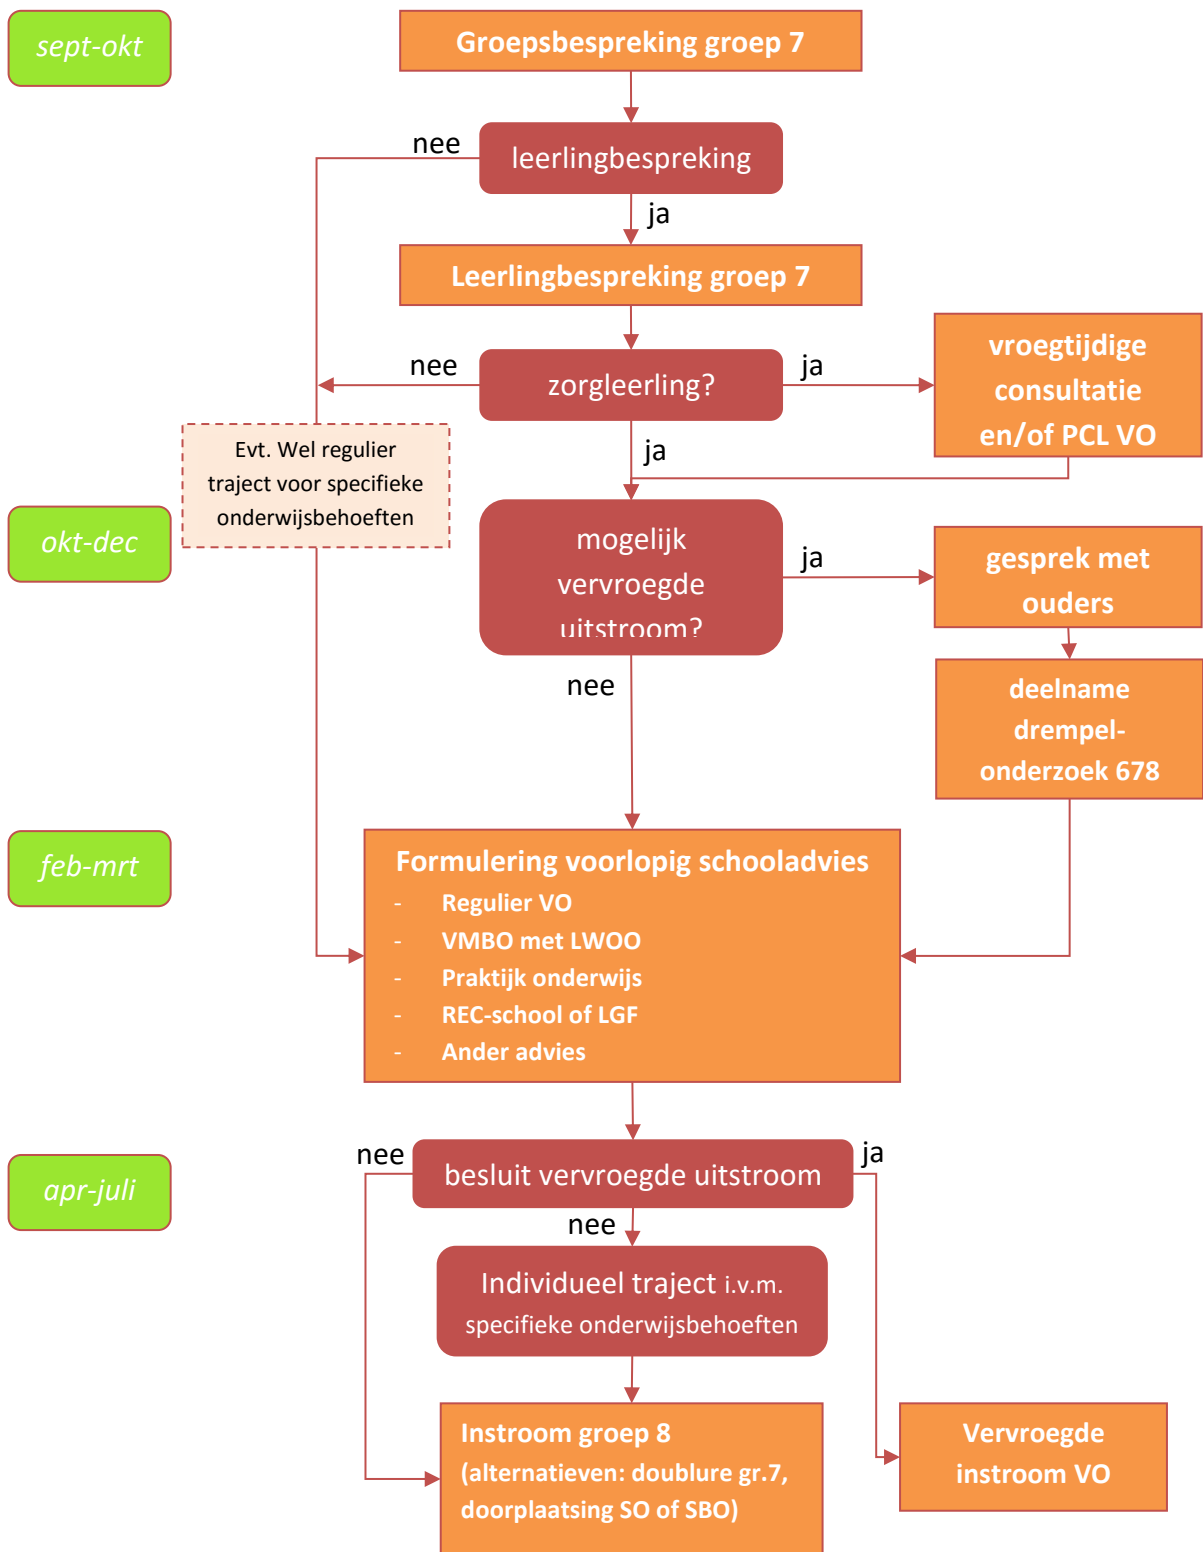 sept-okt
Groepsbespreking groep 7
nee
leerlingbespreking
ja
Leerlingbespreking groep 7
nee
zorgleerling?
ja
vroegtijdige
consultatie
en/of PCL VO
ja
Evt. Wel regulier
traject voor specifieke
onderwijsbehoeften
okt-dec
mogelijk
vervroegde
uitstroom?
ja
gesprek met
ouders
nee
deelname
drempel-
onderzoek 678
feb-mrt
Formulering voorlopig schooladvies
- Regulier VO
- VMBO met LWOO
- Praktijk onderwijs
- REC-school of LGF
- Ander advies
apr-juli
nee
besluit vervroegde uitstroom
ja
nee
Individueel traject i.v.m.
specifieke onderwijsbehoeften
Instroom groep 8
(alternatieven: doublure gr.7,
doorplaatsing SO of SBO)
Vervroegde
instroom VO